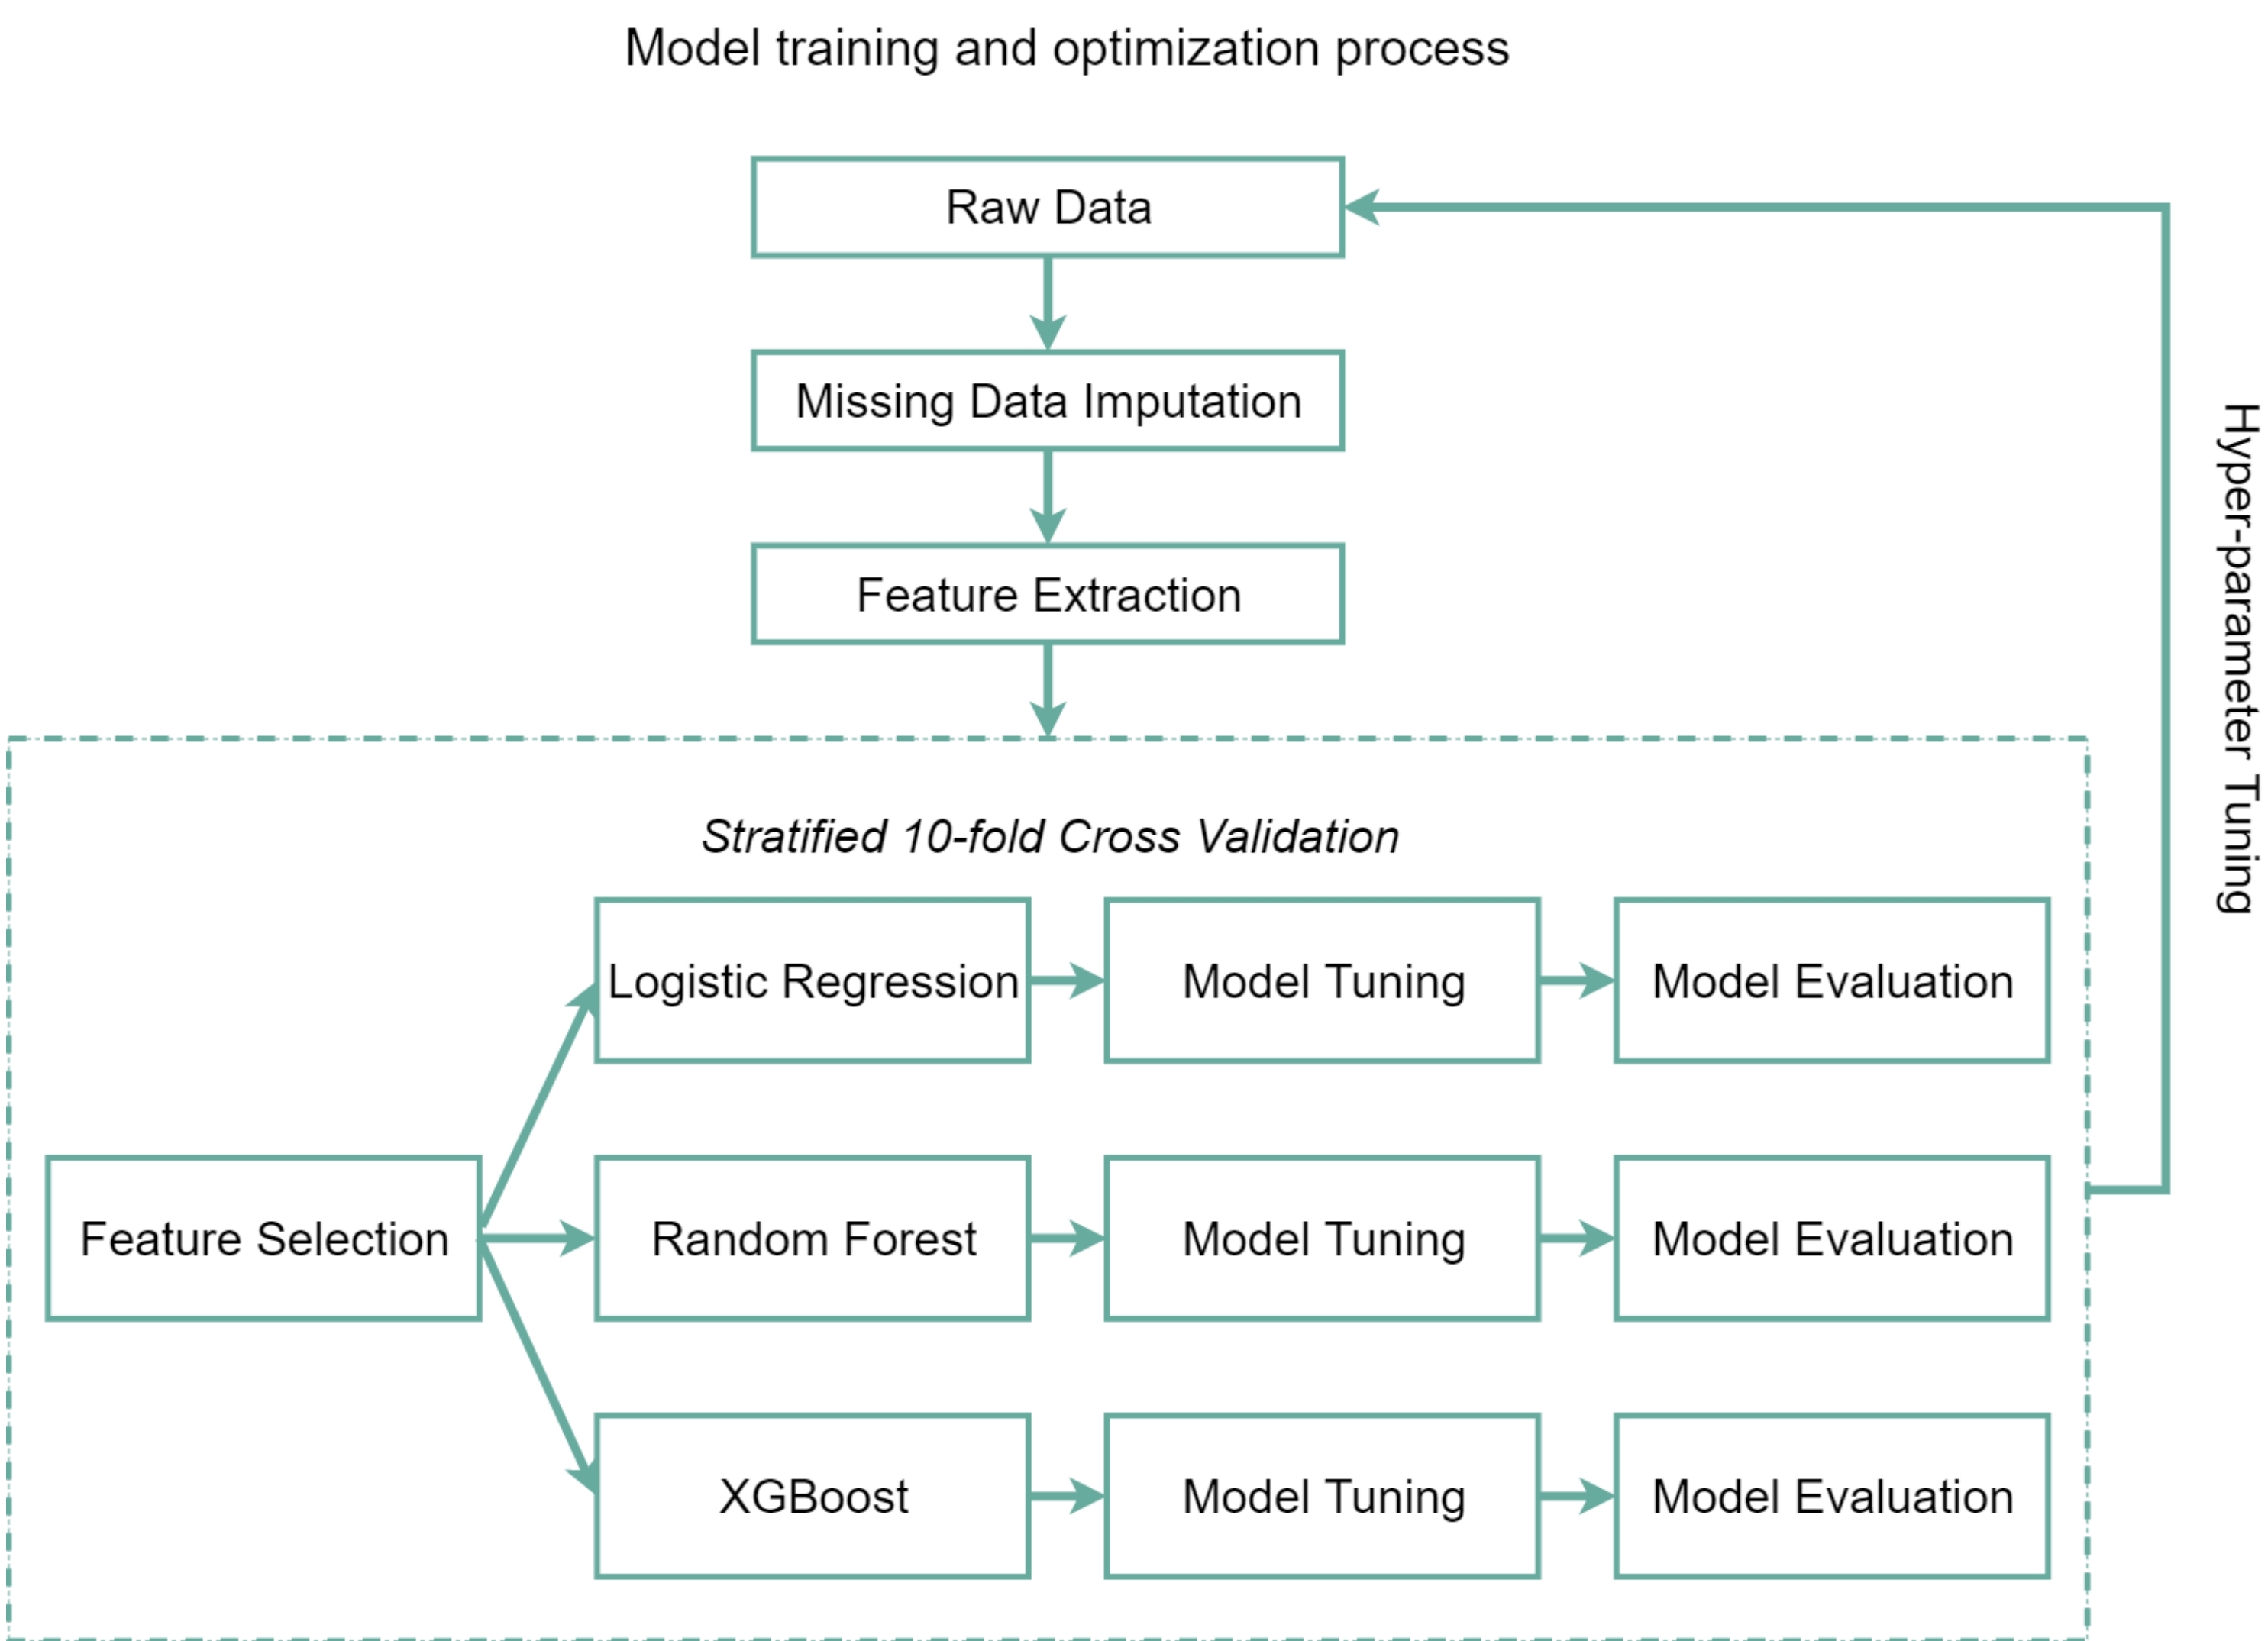 Model training and optimization process
Raw Data
Missing Data Imputation
Feature Extraction
Hyper-parameter Tuning
Stratified 10-fold Cross Validation
Logistic Regression
Model Tuning
Model Evaluation
Feature Selection
Random Forest
Model Tuning
Model Evaluation
XGBoost
Model Tuning
Model Evaluation